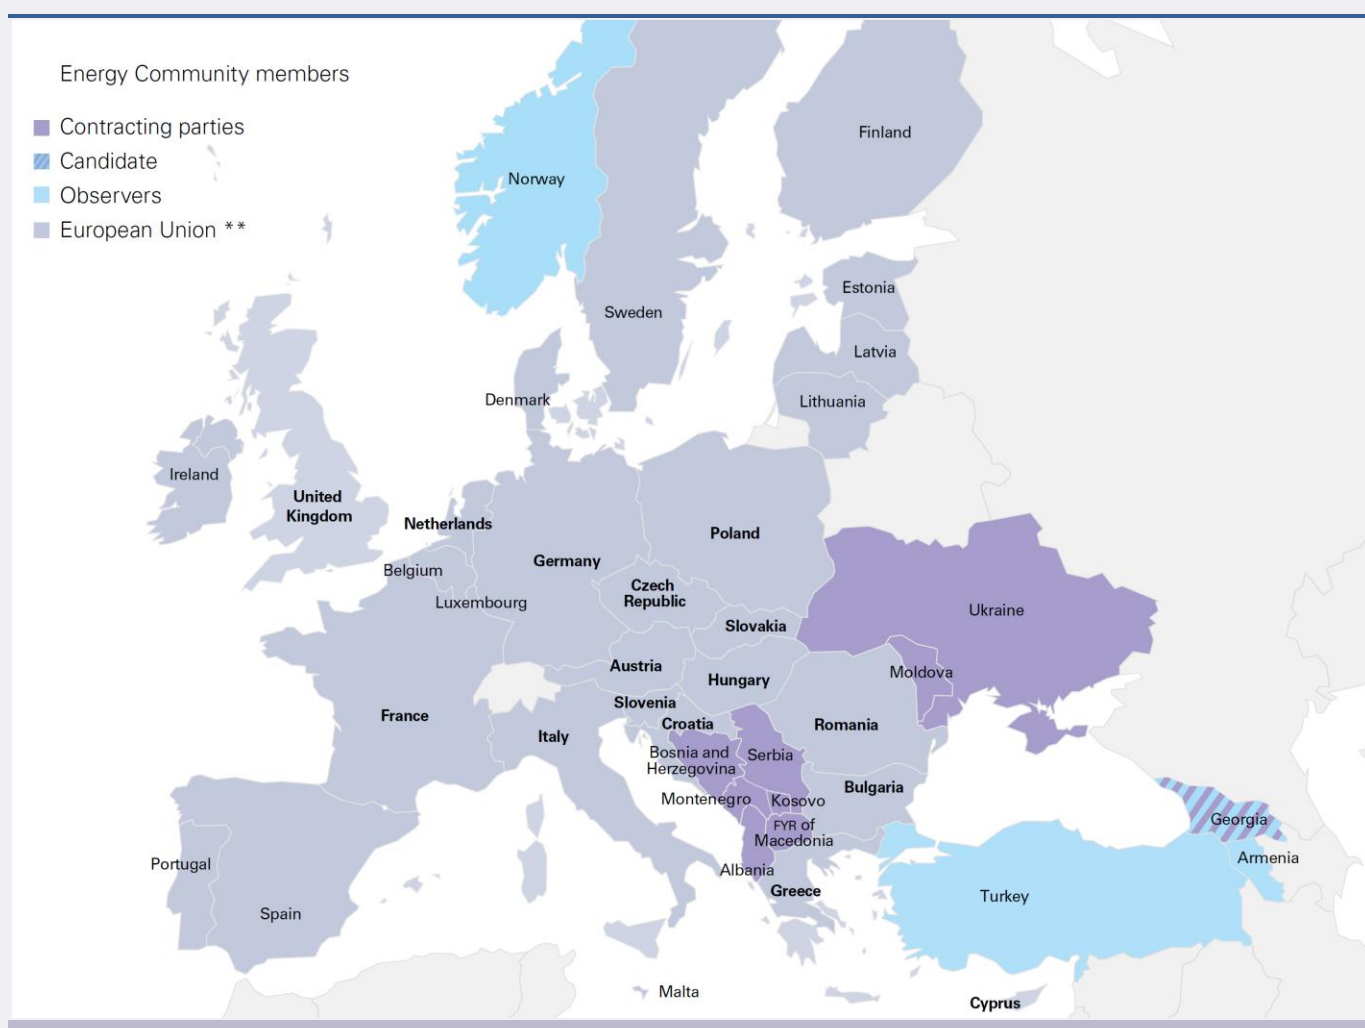 Energy Community members
Contracting parties
Candidate
Observers
European Union **
Finland
Norway
Estonia
Sweden
Latvia
Denmark
Lithuania
Ireland
United
Kingdom
Netherlands
Poland
Germany
Belgium
Czech
Republic
Luxembourg
Ukraine
Slovakia
Austria
Moldova
Hungary
Slovenia
France
Croatia
Romania
Italy
Bosnia and
Herzegovina
Serbia
Bulgaria
Montenegro
Kosovo
Georgia
FYR of
Macedonia
Armenia
Portugal
Albania
Greece
Turkey
Spain
Malta
Cyprus